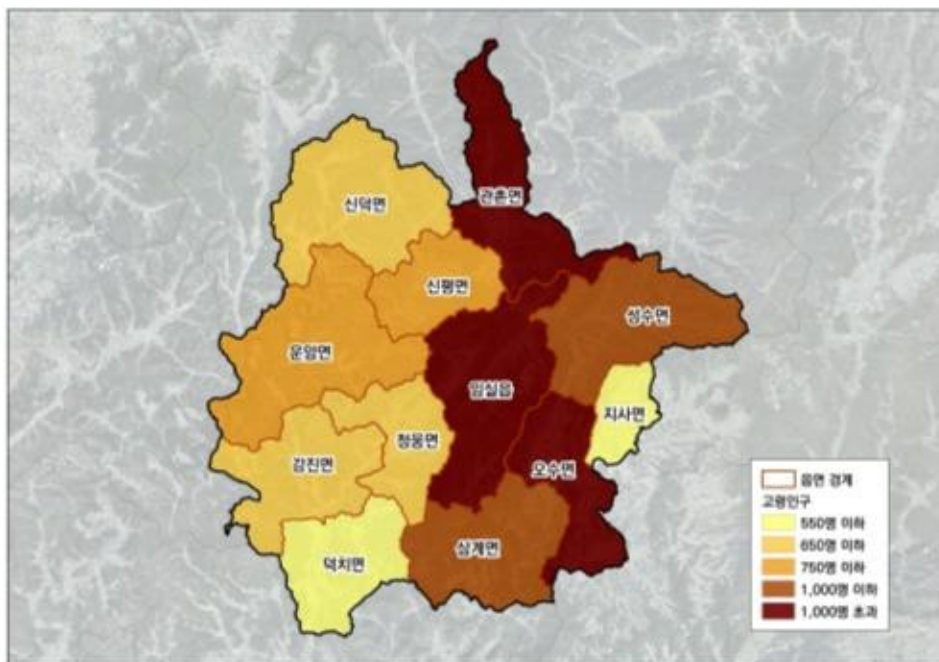 관촌면
신덕면
신평면
성수면
운암면
임실읍
지사면
청웅면
강진면
오수면
덕치면
삼계면
읍면 경계
고령인구
550명 이하
650명 이하
750명 이하
1,000명 이하
1,000명 초과